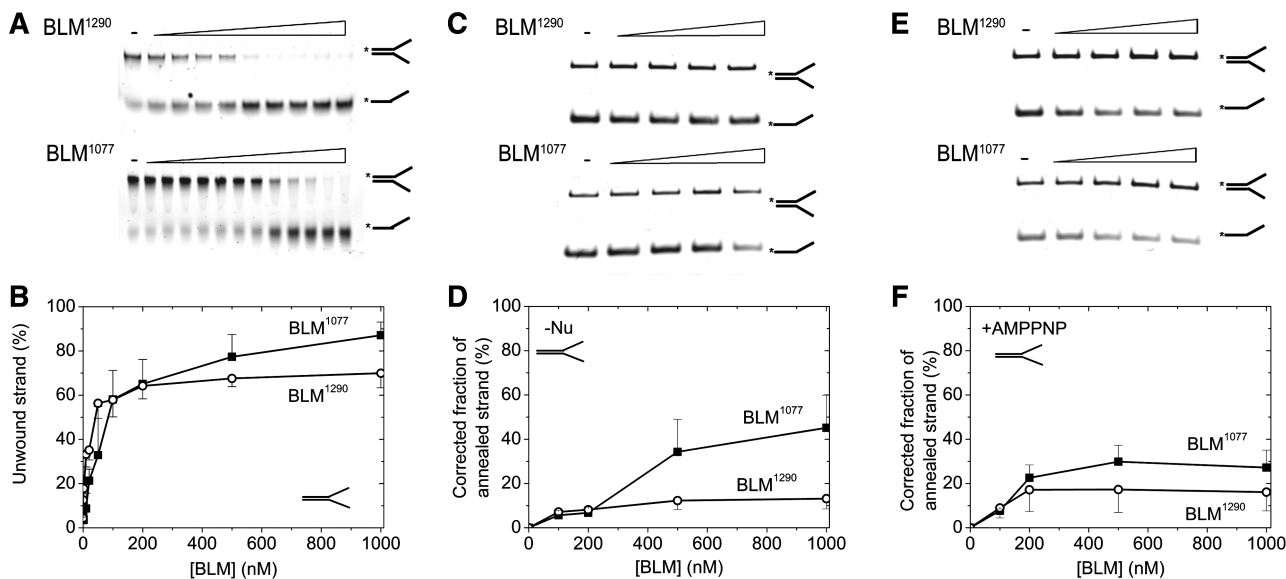 A
BLM1290
-
*
*
BLM1077
-
*
*
C
BLM1290
-
*
*
BLM1077
-
*
*
E
BLM1290
-
*
*
BLM1077
-
*
*
B
Unwound strand (%)
100
80
60
40
20
0
BLM1077
BLM1290
0 200 400 600 800 1000
[BLM] (nM)
D
Corrected fraction of
annealed strand (%)
100
80
60
40
20
0
-Nu
BLM1077
BLM1290
0 200 400 600 800 1000
[BLM] (nM)
F
Corrected fraction of
annealed strand (%)
100
80
60
40
20
0
+AMPPNP
BLM1077
BLM1290
0 200 400 600 800 1000
[BLM] (nM)